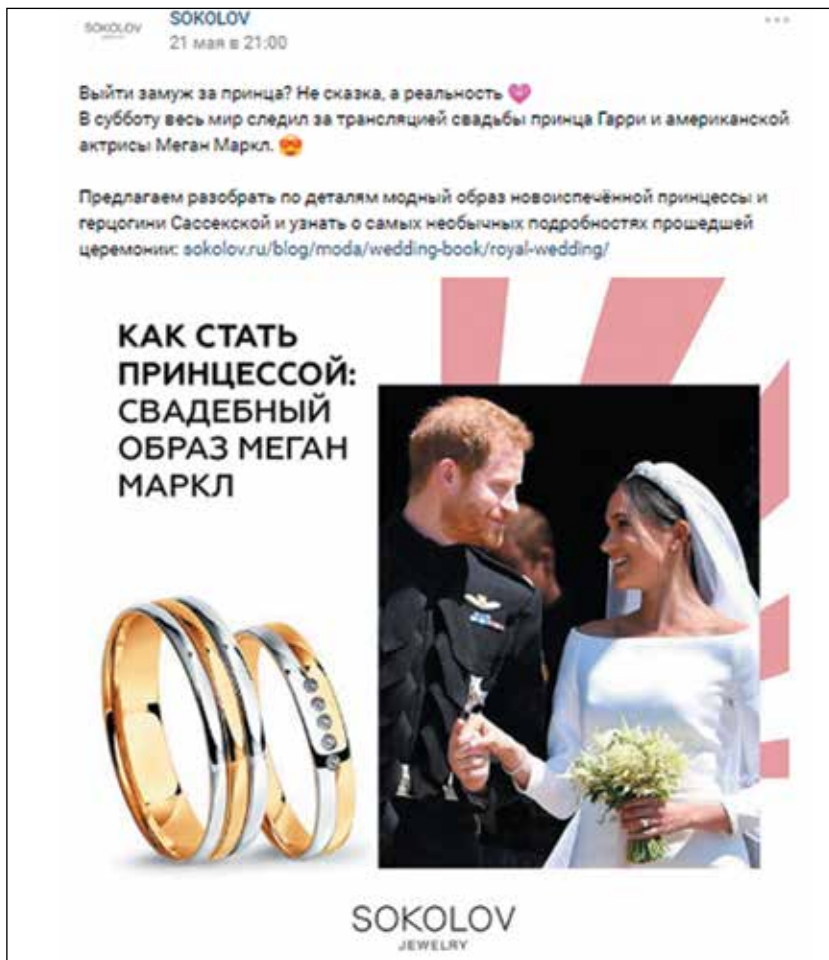 SOKOLOV
SOKOLOV
21 мая в 21:00
Выйти замуж за принца? Не сказка, а реальность
В субботу весь мир следил за трансляцией свадьбы принца Гарри и американской
актрисы Меган Маркл.
Предлагаем разобрать по деталям модный образ новоиспечённой принцессы и
герцогини Сассекской и узнать о самых необычных подробностях прошедшей
церемонии: sokolov.ru/blog/moda/wedding-book/royal-wedding/
КАК СТАТЬ
ПРИНЦЕССОЙ:
СВАДЕБНЫЙ
ОБРАЗ МЕГАН
МАРКЛ
SOKOLOV
JEWELRY